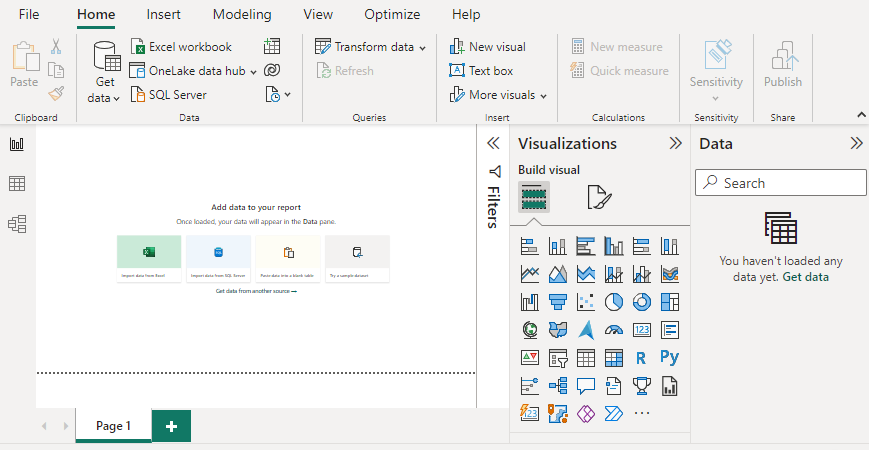 File Home Insert Modeling View Optimize Help
Paste
Get data
Excel workbook
OneLake data hub
SQL Server
Transform data
Refresh
New visual
Text box
More visuals
New measure
Quick measure
Sensitivity
Publish
Clipboard Data Queries Insert Calculations Sensitivity Share
Add data to your report
Once loaded, your data will appear in the Data pane.
Import data from Excel
Import data from SQL Server
Paste data into a blank table
Try a sample dataset
Get data from another source →
Filters
Visualizations
Build visual
123
R Py
123
...
Data
Search
You haven't loaded any
data yet. Get data
Page 1
+